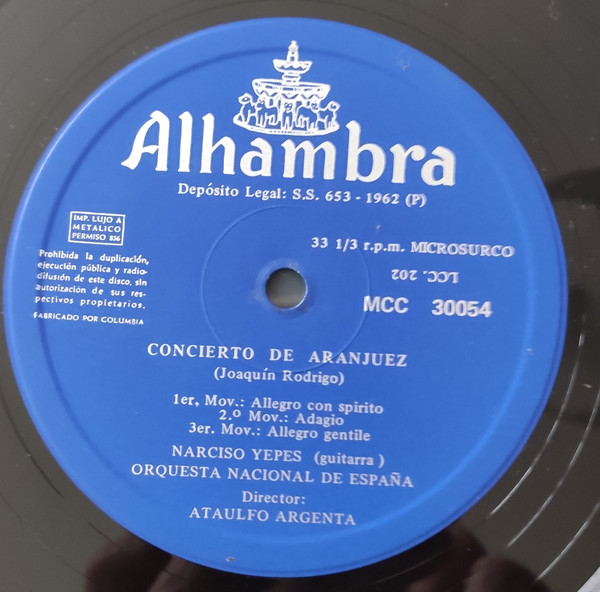 Alhambra
Depósito Legal: S.S. 653 - 1962 (P)
IMP. LUJO A
METALICO
PERMISO 856
Prohibida la duplicación,
ejecución pública y radio-
difusión de este disco, sin
autorización de sus res-
pectivos propietarios.
FABRICADO POR COLUMBIA
33 1/3 r.p.m. MICROSURCO
LCC. 202
MCC 30054
CONCIERTO DE ARANJUEZ
(Joaquín Rodrigo)
1er. Mov.: Allegro con spirito
2.º Mov.: Adagio
3er. Mov.: Allegro gentile
NARCISO YEPES (guitarra)
ORQUESTA NACIONAL DE ESPAÑA
Director:
ATAULFO ARGENTA